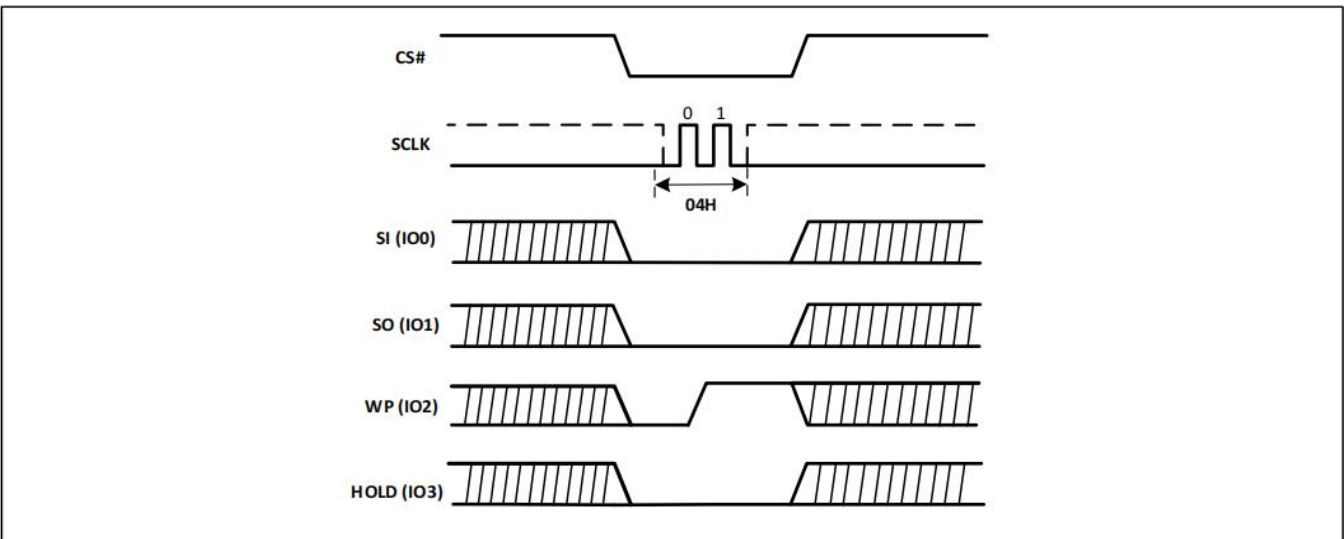 CS#
0 1
SCLK
04H
SI (IO0)
SO (IO1)
WP (IO2)
HOLD (IO3)